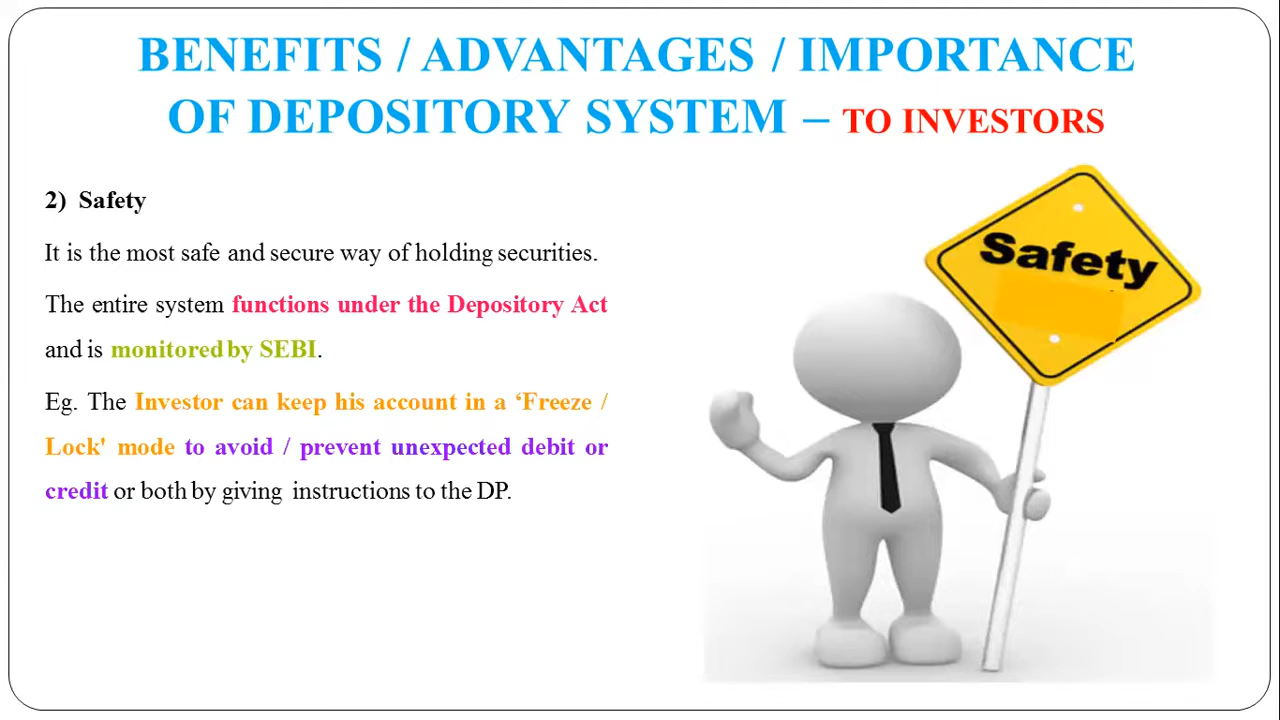 BENEFITS / ADVANTAGES / IMPORTANCE
OF DEPOSITORY SYSTEM – TO INVESTORS
2) Safety
It is the most safe and secure way of holding securities.
The entire system functions under the Depository Act
and is monitored by SEBI.
Eg. The Investor can keep his account in a ‘Freeze /
Lock' mode to avoid / prevent unexpected debit or
credit or both by giving instructions to the DP.
Safety